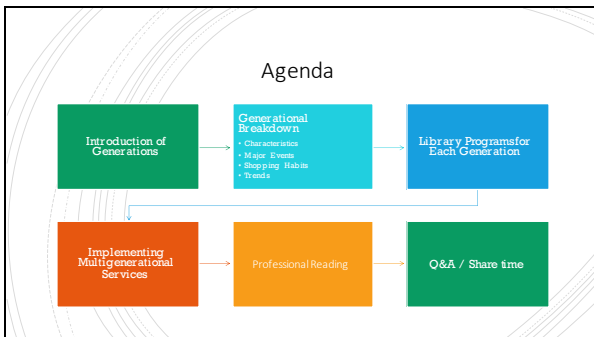 Agenda
Introduction of
Generations
Generational
Breakdown
• Characteristics
• Major Events
• Shopping Habits
• Trends
Library Programsfor
Each Generation
Implementing
Multigenerational
Services
Professional Reading
Q&A / Share time